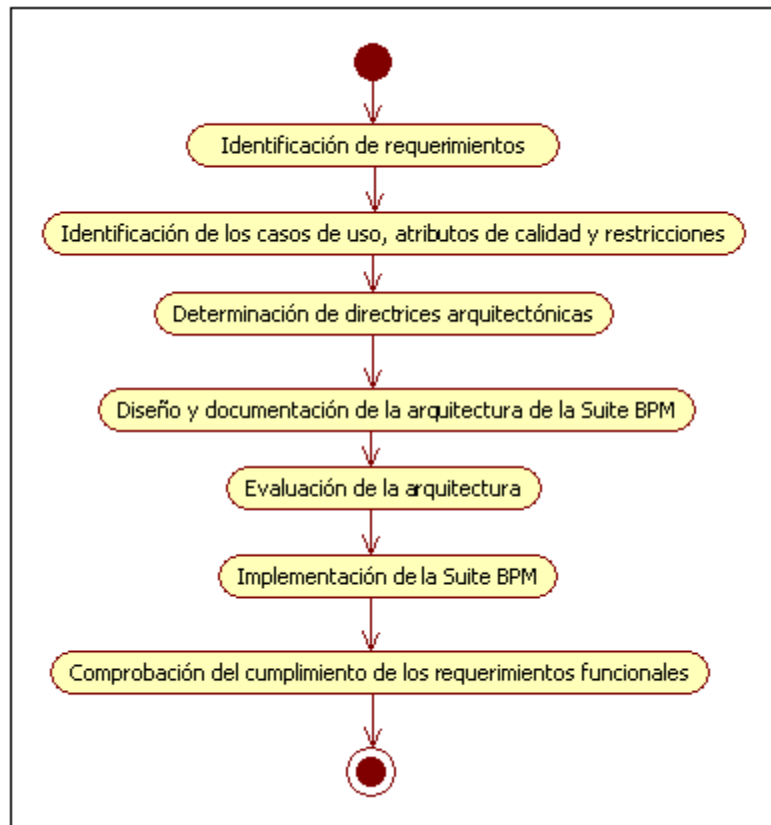 Identificación de requerimientos
Identificación de los casos de uso, atributos de calidad y restricciones
Determinación de directrices arquitectónicas
Diseño y documentación de la arquitectura de la Suite BPM
Evaluación de la arquitectura
Implementación de la Suite BPM
Comprobación del cumplimiento de los requerimientos funcionales